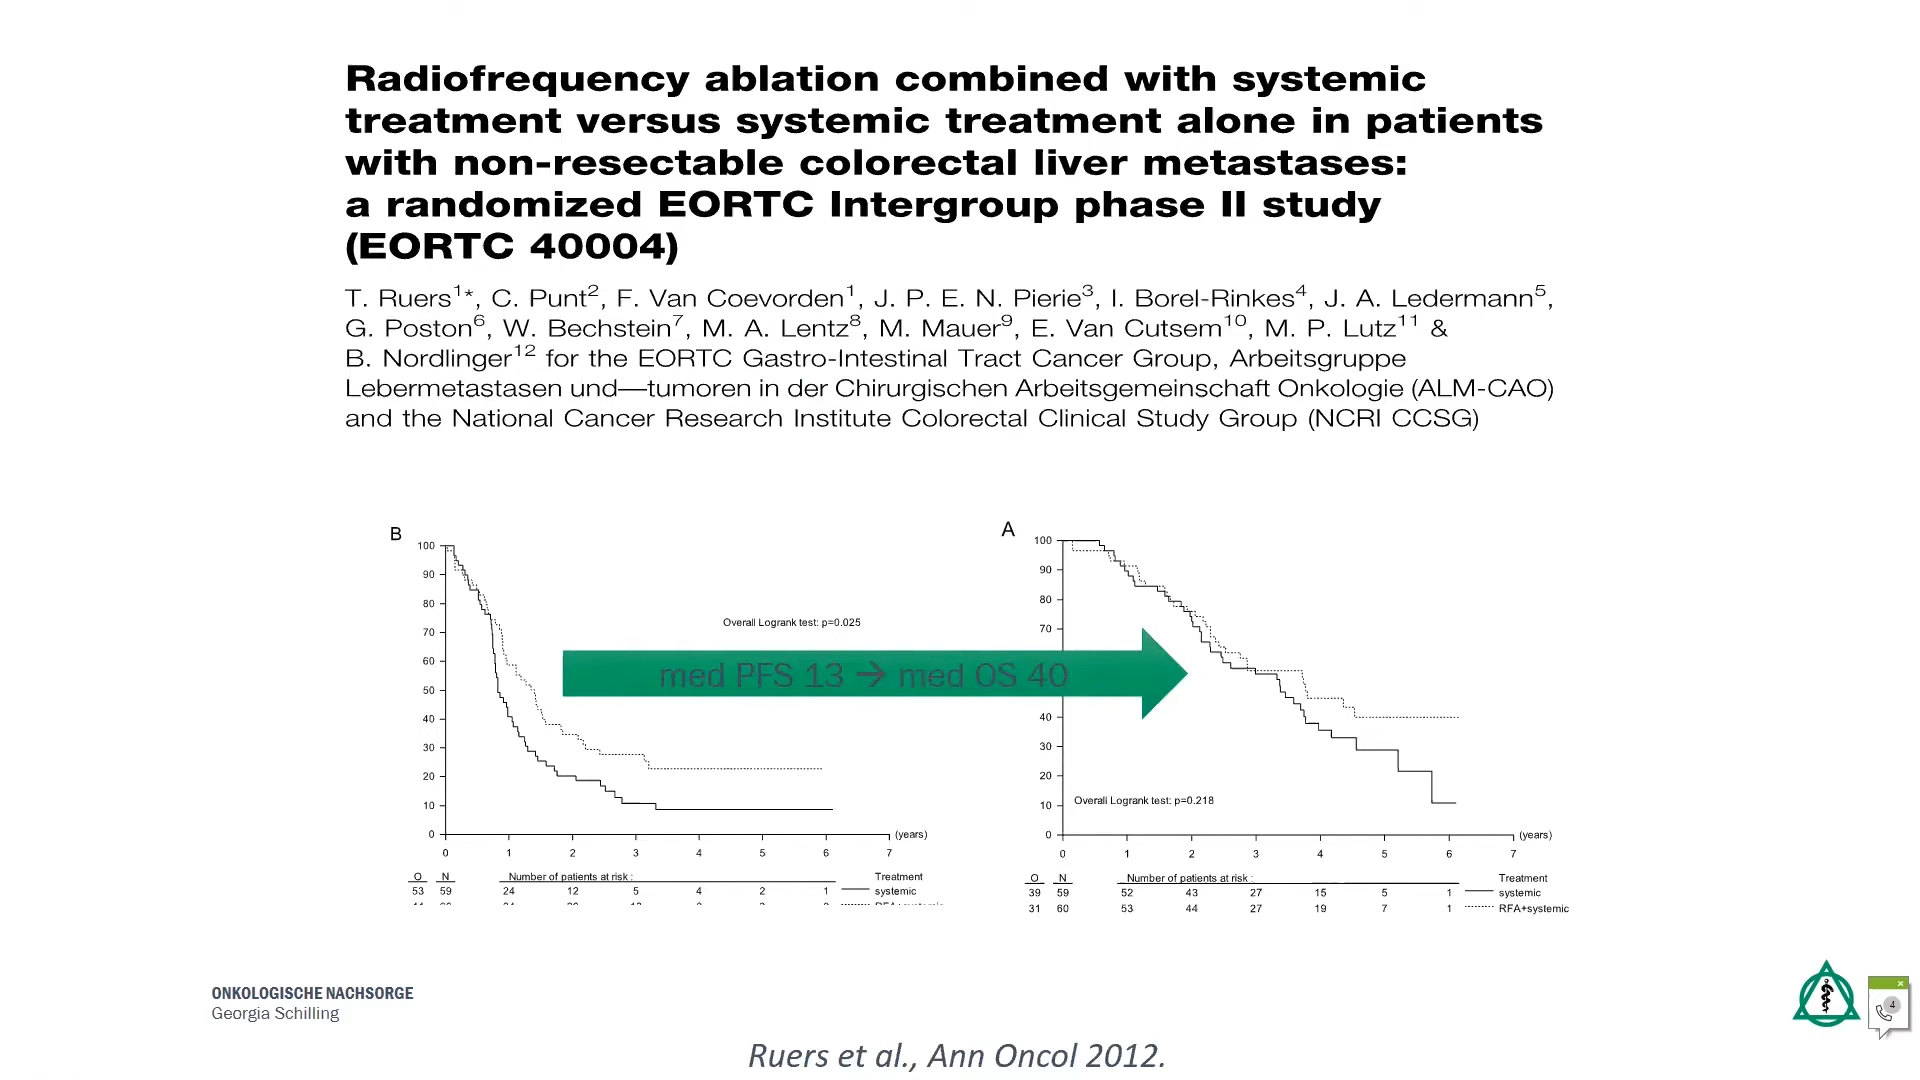 Radiofrequency ablation combined with systemic
treatment versus systemic treatment alone in patients
with non-resectable colorectal liver metastases:
a randomized EORTC Intergroup phase II study
(EORTC 40004)
T. Ruers1*, C. Punt2, F. Van Coevorden1, J. P. E. N. Pierie3, I. Borel-Rinkes4, J. A. Ledermann5,
G. Poston6, W. Bechstein7, M. A. Lentz8, M. Mauer9, E. Van Cutsem10, M. P. Lutz11 &
B. Nordlinger12 for the EORTC Gastro-Intestinal Tract Cancer Group, Arbeitsgruppe
Lebermetastasen und—tumoren in der Chirurgischen Arbeitsgemeinschaft Onkologie (ALM-CAO)
and the National Cancer Research Institute Colorectal Clinical Study Group (NCRI CCSG)
B
100
90
80
70
60
50
40
30
20
10
0
Overall Logrank test: p=0.025
(years)
0 1 2 3 4 5 6 7
O N Number of patients at risk : Treatment
53 59 24 12 5 4 2 1 systemic
med PFS 13 → med OS 40
A
100
90
80
70
40
30
20
10
0
Overall Logrank test: p=0.218
(years)
0 1 2 3 4 5 6 7
O N Number of patients at risk : Treatment
39 59 52 43 27 15 5 1 systemic
31 60 53 44 27 19 7 1 RFA+systemic
ONKOLOGISCHE NACHSORGE
Georgia Schilling
4
Ruers et al., Ann Oncol 2012.